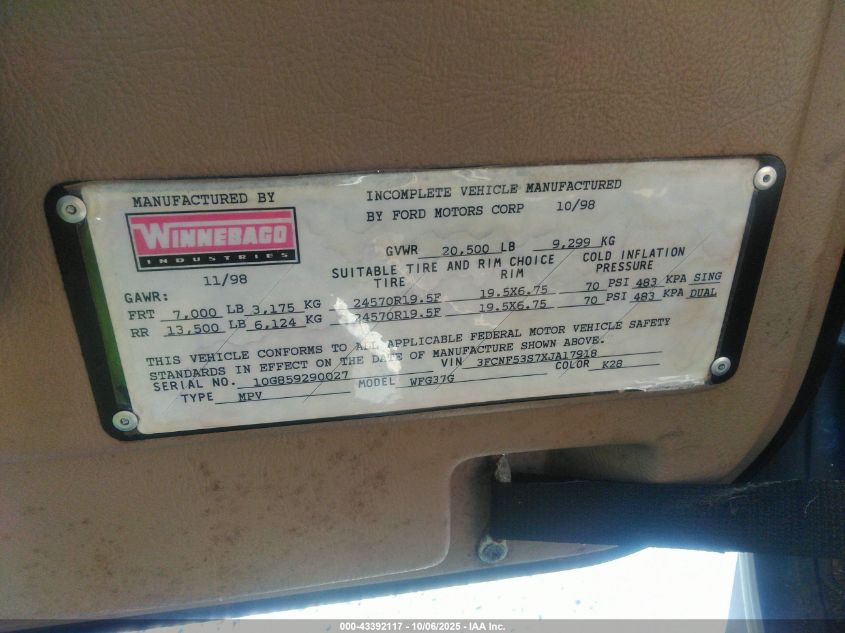 MANUFACTURED BY
WINNEBAGO
INDUSTRIES
11/98
INCOMPLETE VEHICLE MANUFACTURED
BY FORD MOTORS CORP 10/98
GVWR 20,500 LB 9,299 KG
SUITABLE TIRE AND RIM CHOICE COLD INFLATION
TIRE RIM PRESSURE
GAWR:
FRT 7,000 LB 3,175 KG 24570R19.5F 19.5X6.75 70 PSI 483 KPA SING
RR 13,500 LB 6,124 KG 24570R19.5F 19.5X6.75 70 PSI 483 KPA DUAL
THIS VEHICLE CONFORMS TO ALL APPLICABLE FEDERAL MOTOR VEHICLE SAFETY
STANDARDS IN EFFECT ON THE DATE OF MANUFACTURE SHOWN ABOVE.
SERIAL NO. 10G859290027 VIN 3FCNF53S7XJA17918
TYPE MPV MODEL WFG37G COLOR K28
000-43392117 - 10/06/2025 - IAA Inc.